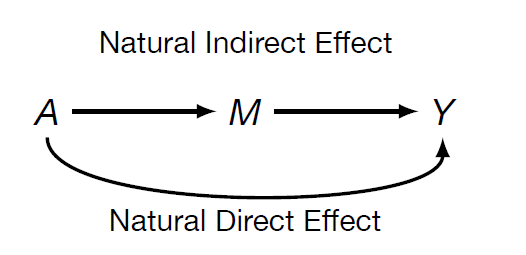 Natural Indirect Effect
A M Y
Natural Direct Effect